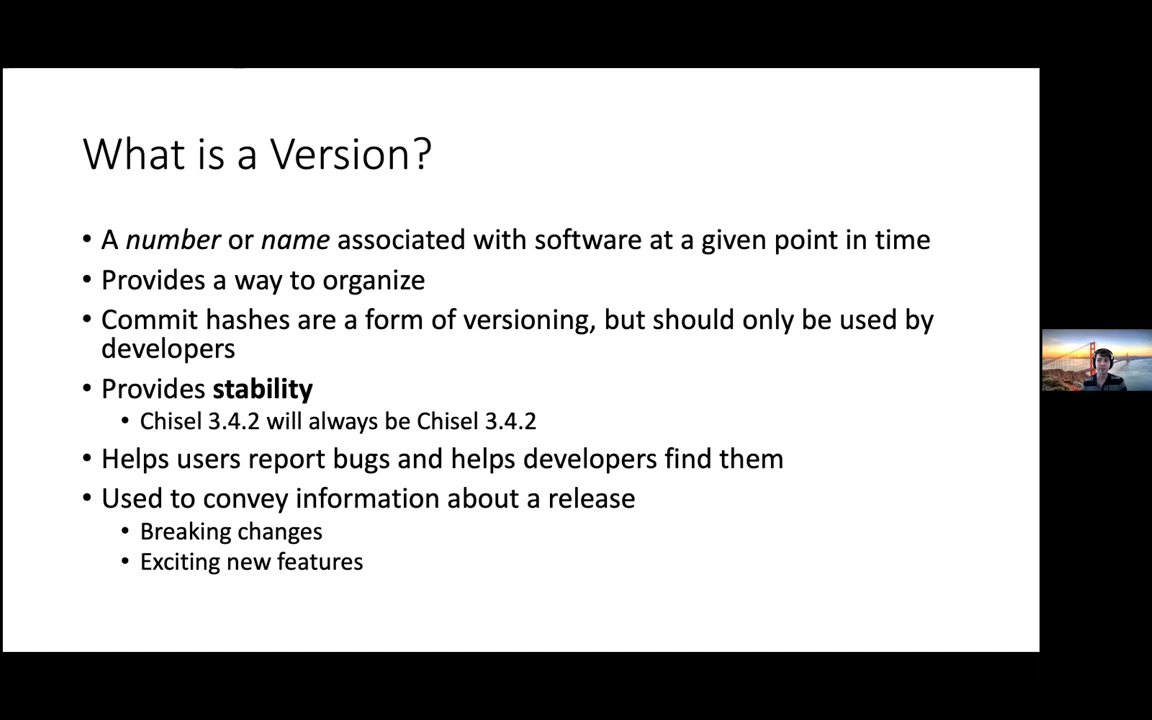 What is a Version?
• A number or name associated with software at a given point in time
• Provides a way to organize
• Commit hashes are a form of versioning, but should only be used by
developers
• Provides stability
• Chisel 3.4.2 will always be Chisel 3.4.2
• Helps users report bugs and helps developers find them
• Used to convey information about a release
• Breaking changes
• Exciting new features